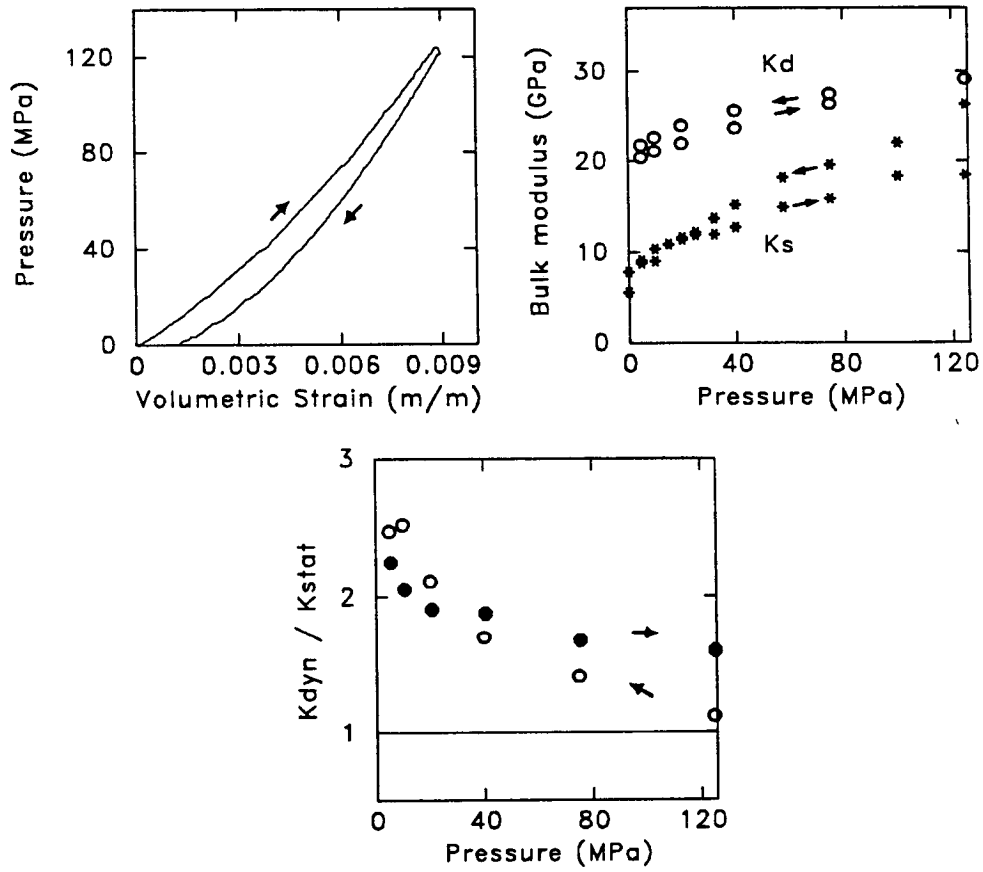 120
80
40
0
Pressure (MPa)
0 0.003 0.006 0.009
Volumetric Strain (m/m)
30
20
10
0
Bulk modulus (GPa)
Kd
Ks
0 40 80 120
Pressure (MPa)
3
2
1
Kdyn / Kstat
0 40 80 120
Pressure (MPa)